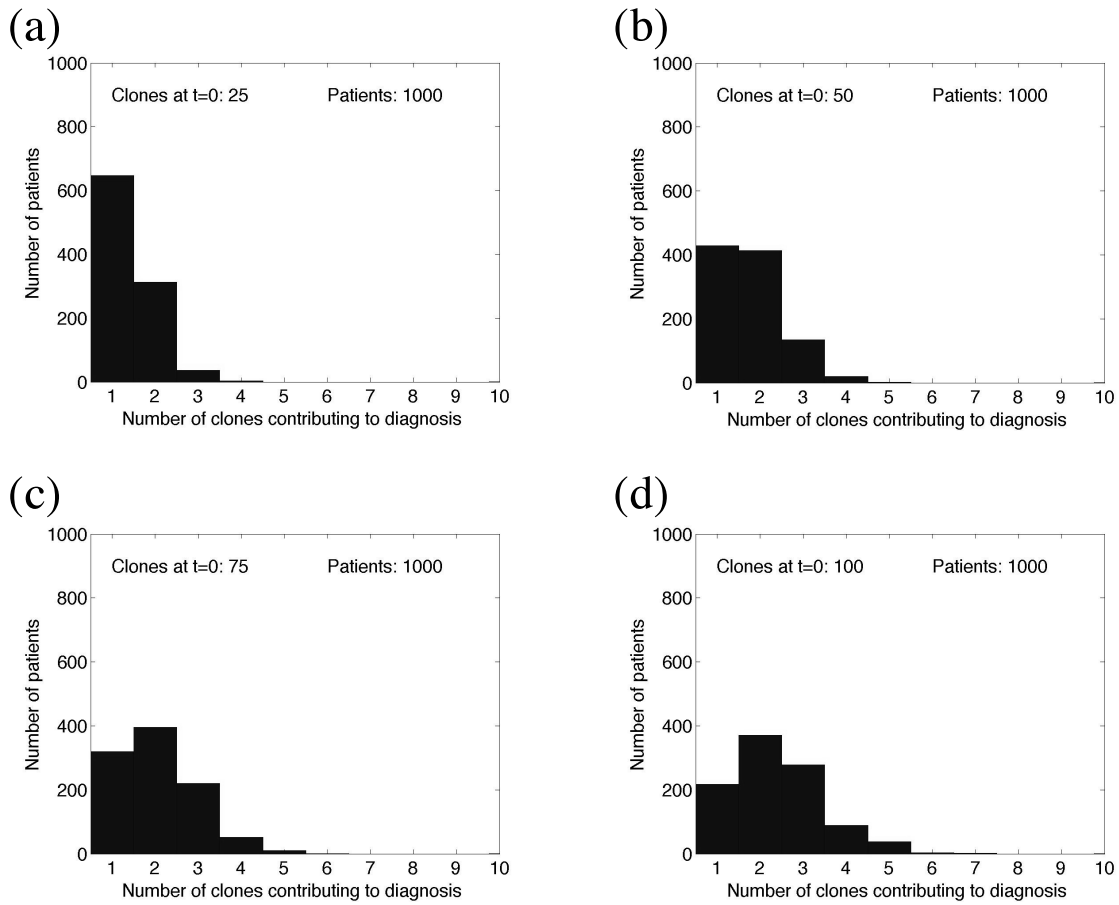 (a)
1000
800
600
400
200
0
Number of patients
Clones at t=0: 25 Patients: 1000
1 2 3 4 5 6 7 8 9 10
Number of clones contributing to diagnosis
(b)
1000
800
600
400
200
0
Number of patients
Clones at t=0: 50 Patients: 1000
1 2 3 4 5 6 7 8 9 10
Number of clones contributing to diagnosis
(c)
1000
800
600
400
200
0
Number of patients
Clones at t=0: 75 Patients: 1000
1 2 3 4 5 6 7 8 9 10
Number of clones contributing to diagnosis
(d)
1000
800
600
400
200
0
Number of patients
Clones at t=0: 100 Patients: 1000
1 2 3 4 5 6 7 8 9 10
Number of clones contributing to diagnosis